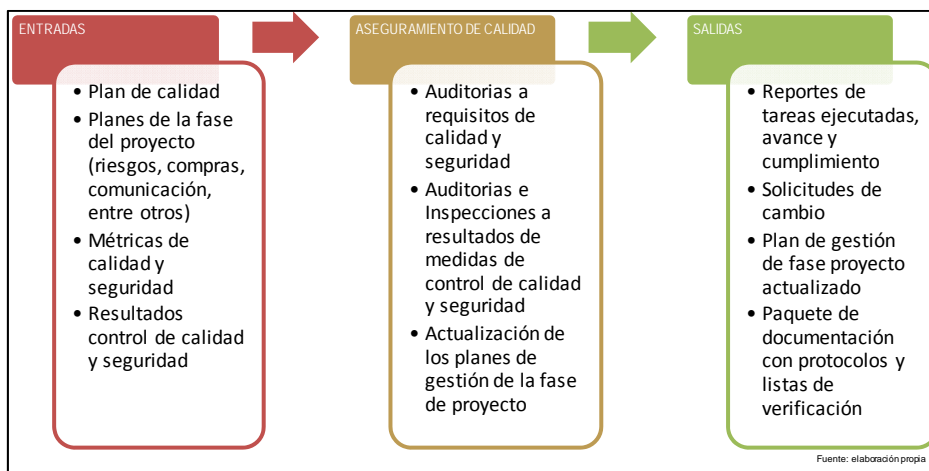 ENTRADAS
• Plan de calidad
• Planes de la fase
del proyecto
(riesgos, compras,
comunicación,
entre otros)
• Métricas de
calidad y
seguridad
• Resultados
control de calidad
y seguridad
ASEGURAMIENTO DE CALIDAD
• Auditorias a
requisitos de
calidad y
seguridad
• Auditorias e
Inspecciones a
resultados de
medidas de
control de calidad
y seguridad
• Actualización de
los planes de
gestión de la fase
de proyecto
SALIDAS
• Reportes de
tareas ejecutadas,
avance y
cumplimiento
• Solicitudes de
cambio
• Plan de gestión
de fase proyecto
actualizado
• Paquete de
documentación
con protocolos y
listas de
verificación
Fuente: elaboración propia